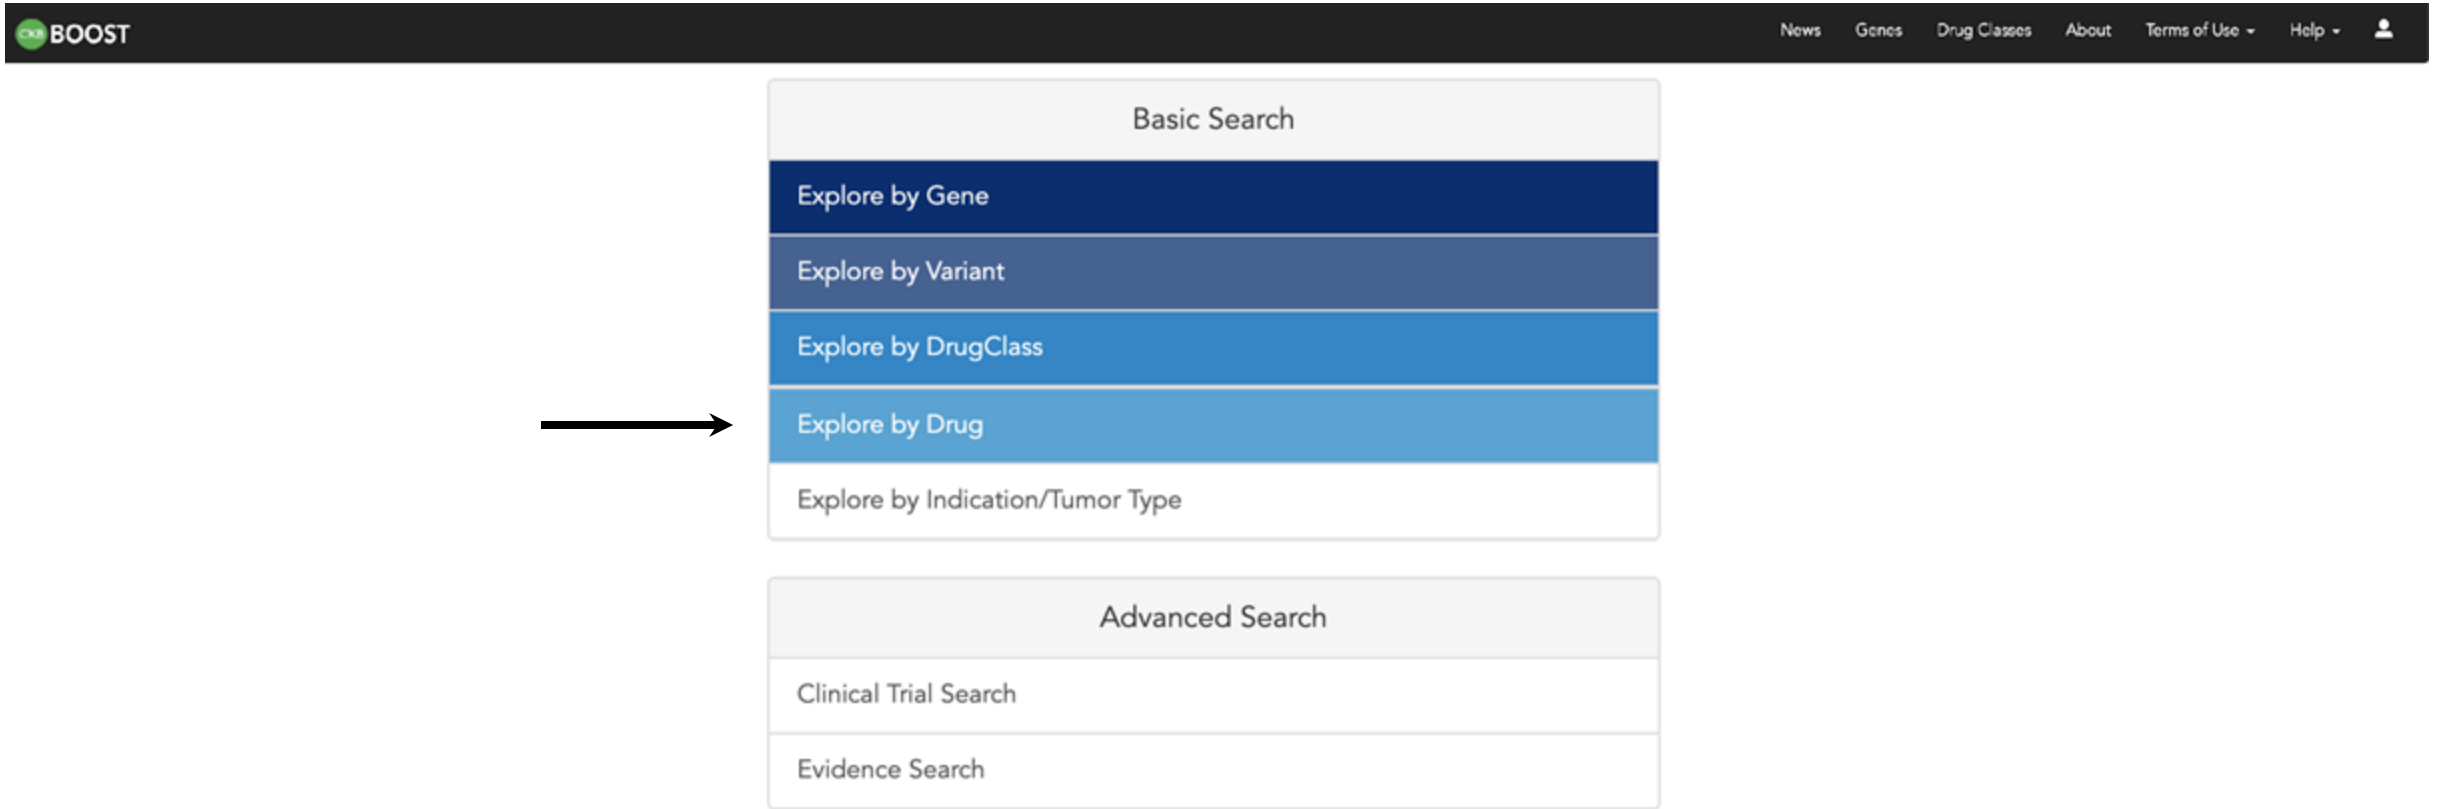 CKB BOOST
News Genes Drug Classes About Terms of Use Help
Basic Search
Explore by Gene
Explore by Variant
Explore by DrugClass
Explore by Drug
Explore by Indication/Tumor Type
Advanced Search
Clinical Trial Search
Evidence Search